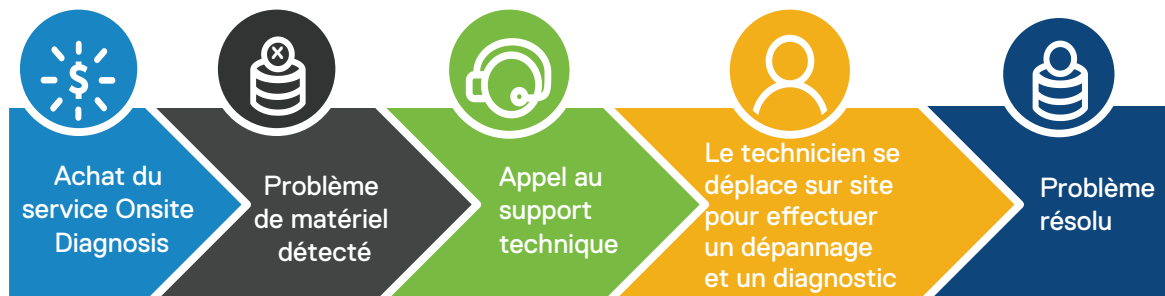 $
Achat du
service Onsite
Diagnosis
Problème
de matériel
détecté
Appel au
support
technique
Le technicien se
déplace sur site
pour effectuer
un dépannage
et un diagnostic
Problème
résolu